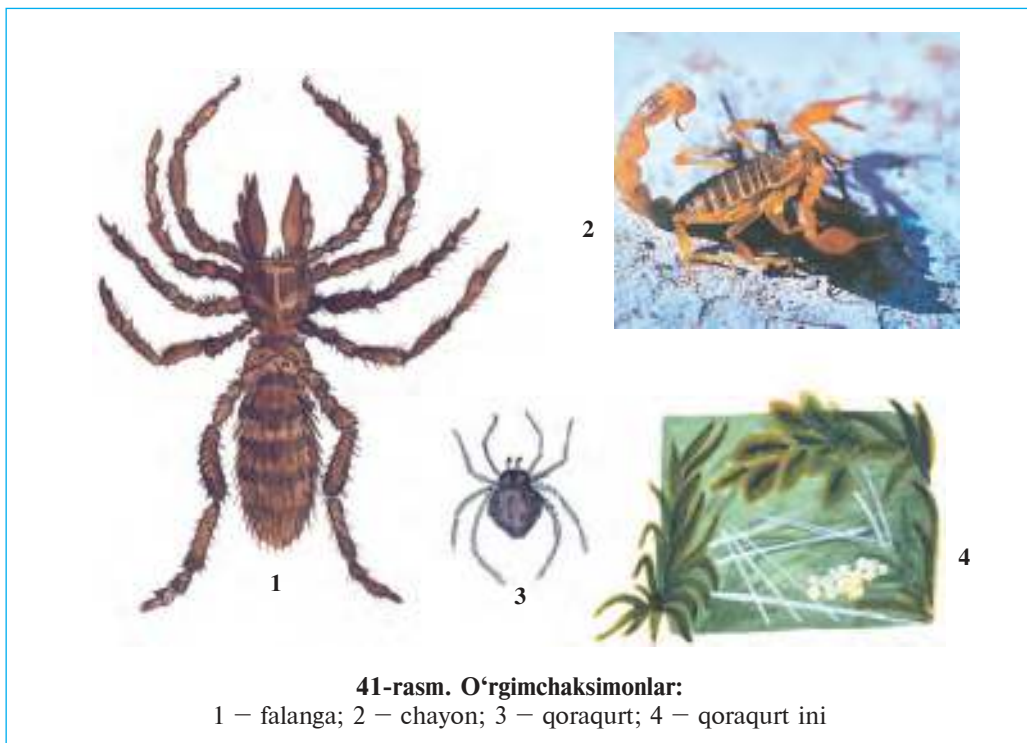 2
1
3
4
41-rasm. O‘rgimchaksimonlar:
1 – falanga; 2 – chayon; 3 – qoraqurt; 4 – qoraqurt ini